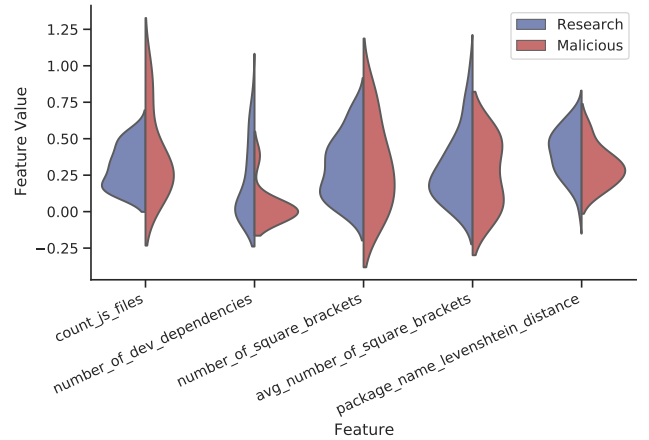 1.25
1.00
0.75
0.50
0.25
0.00
−0.25
Feature Value
Research
Malicious
count_js_files
number_of_dev_dependencies
number_of_square_brackets
avg_number_of_square_brackets
package_name_levenshtein_distance
Feature